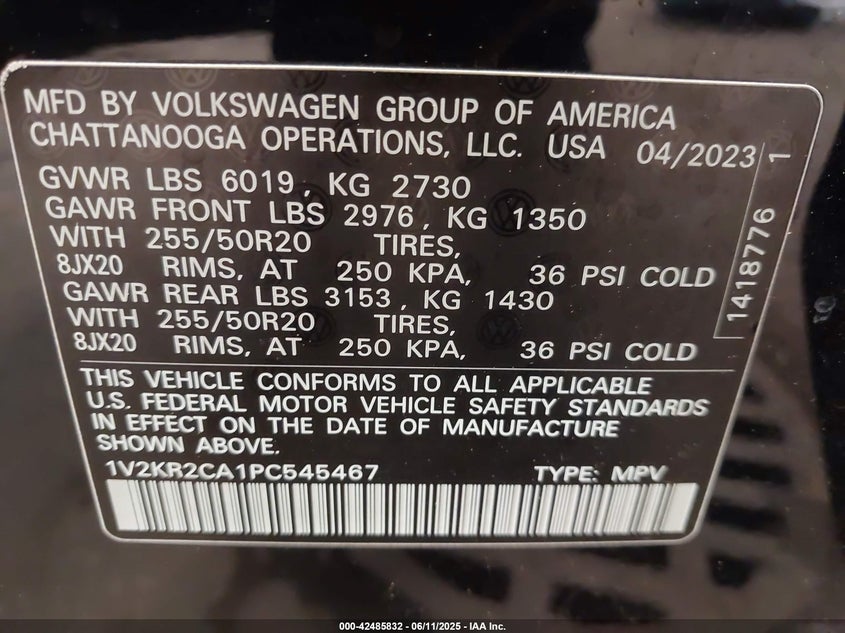 MFD BY VOLKSWAGEN GROUP OF AMERICA
CHATTANOOGA OPERATIONS, LLC. USA 04/2023
GVWR LBS 6019, KG 2730
GAWR FRONT LBS 2976, KG 1350
WITH 255/50R20 TIRES,
8JX20 RIMS, AT 250 KPA, 36 PSI COLD
GAWR REAR LBS 3153, KG 1430
WITH 255/50R20 TIRES,
8JX20 RIMS, AT 250 KPA, 36 PSI COLD
1418776 1
THIS VEHICLE CONFORMS TO ALL APPLICABLE
U.S. FEDERAL MOTOR VEHICLE SAFETY STANDARDS
IN EFFECT ON THE DATE OF MANUFACTURE
SHOWN ABOVE.
1V2KR2CA1PC545467 TYPE: MPV
000-42485832 - 06/11/2025 - IAA Inc.